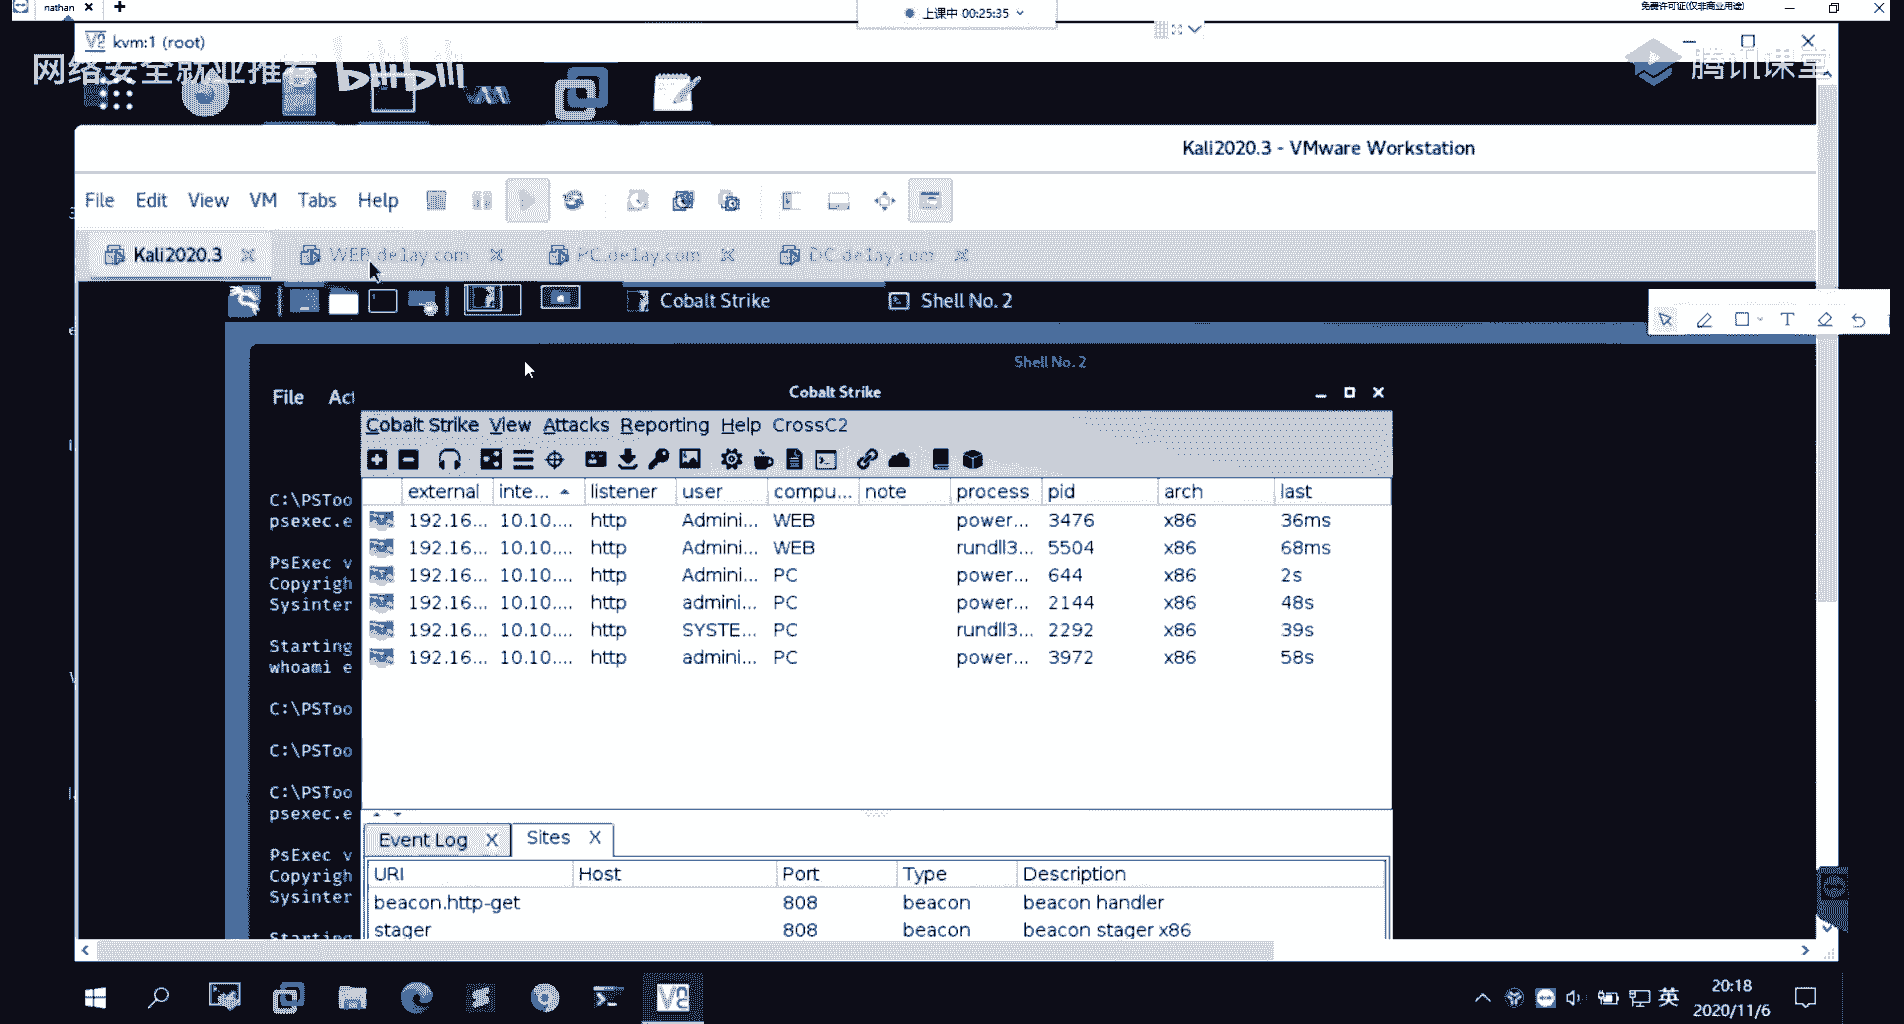 nathan
上课中 00:25:35
免费许可证(仅非商业用途)
kvm:1 (root)
网络安全就业推荐 bilibili
腾讯课堂
Kali2020.3 - VMware Workstation
File Edit View VM Tabs Help
Kali2020.3 WEB.de1ay.com PC.de1ay.com DC.de1ay.com
Cobalt Strike Shell No. 2
Shell No. 2
File Act
Cobalt Strike
Cobalt Strike View Attacks Reporting Help CrossC2
external inte... listener user compu... note process pid arch last
192.16... 10.10.... http Admini... WEB power... 3476 x86 36ms
192.16... 10.10.... http Admini... WEB rundll3... 5504 x86 68ms
192.16... 10.10.... http Admini... PC power... 644 x86 2s
192.16... 10.10.... http admini... PC power... 2144 x86 48s
192.16... 10.10.... http SYSTE... PC rundll3... 2292 x86 39s
192.16... 10.10.... http admini... PC power... 3972 x86 58s
C:\PSToo
psexec.e
PsExec v
Copyrigh
Sysinter
Starting
whoami e
C:\PSToo
C:\PSToo
C:\PSToo
psexec.e
PsExec v
Copyrigh
Sysinter
Starting
Event Log X Sites X
URI Host Port Type Description
beacon.http-get 808 beacon beacon handler
stager 808 beacon beacon stager x86
英
20:18
2020/11/6